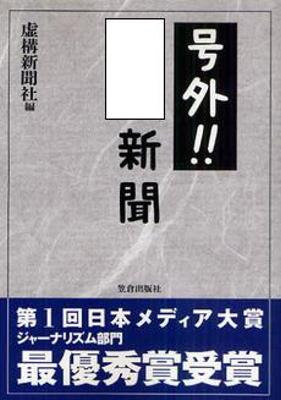 号外!!
新聞
虚構新聞社 編
笠倉出版社
第1回日本メディア大賞
ジャーナリズム部門
最優秀賞受賞